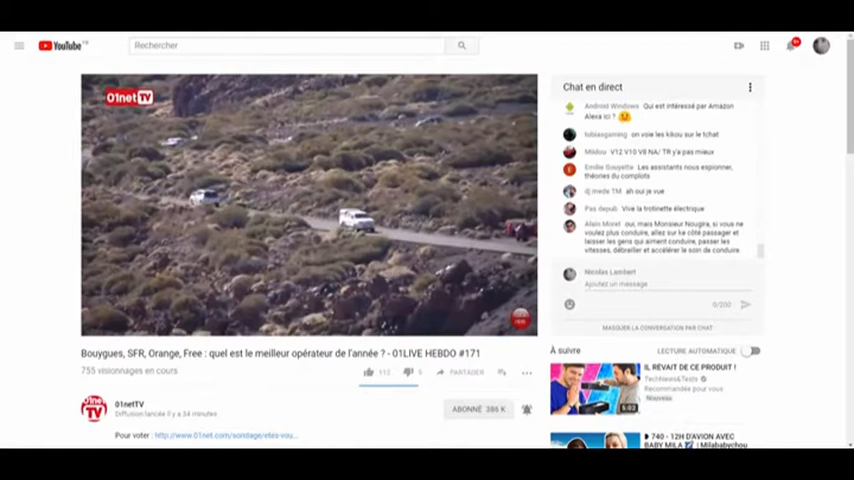 YouTube FR
Rechercher
9+
01net TV
Chat en direct
Android Windows Qui est intéressé par Amazon
Alexa ici ?
tobiasgaming on voie les kikou sur le tchat
V12 V10 V8 NA/ TR y'a pas mieux
Emilie Gouyette Les assistants nous espionner,
théories du complots
dj mede TM ah oui je vue
Pas depub Vive la trotinette électrique
Alain Moret oui, mais Monsieur Nougire, si vous ne
voulez plus conduire, allez sur ke côté passager et
laisser les gens qui aiment conduire, passer les
vitesses, débreiller et accélérer le soin de conduire
Nicolas Lambert
Ajoutez un message...
0/200
MASQUER LA CONVERSATION PAR CHAT
Bouygues, SFR, Orange, Free : quel est le meilleur opérateur de l'année ? - 01LIVE HEBDO #171
755 visionnages en cours
112
5
PARTAGER
01netTV
Diffusion lancée il y a 34 minutes
ABONNÉ 386 K
Pour voter : http://www.01net.com/sondage/etes-vou...
À suivre
LECTURE AUTOMATIQUE
IL RÊVAIT DE CE PRODUIT !
TechNews&Tests
Recommandée pour vous
Nouveau
5:02
740 - 12H D'AVION AVEC
BABY MILA | Milababychou